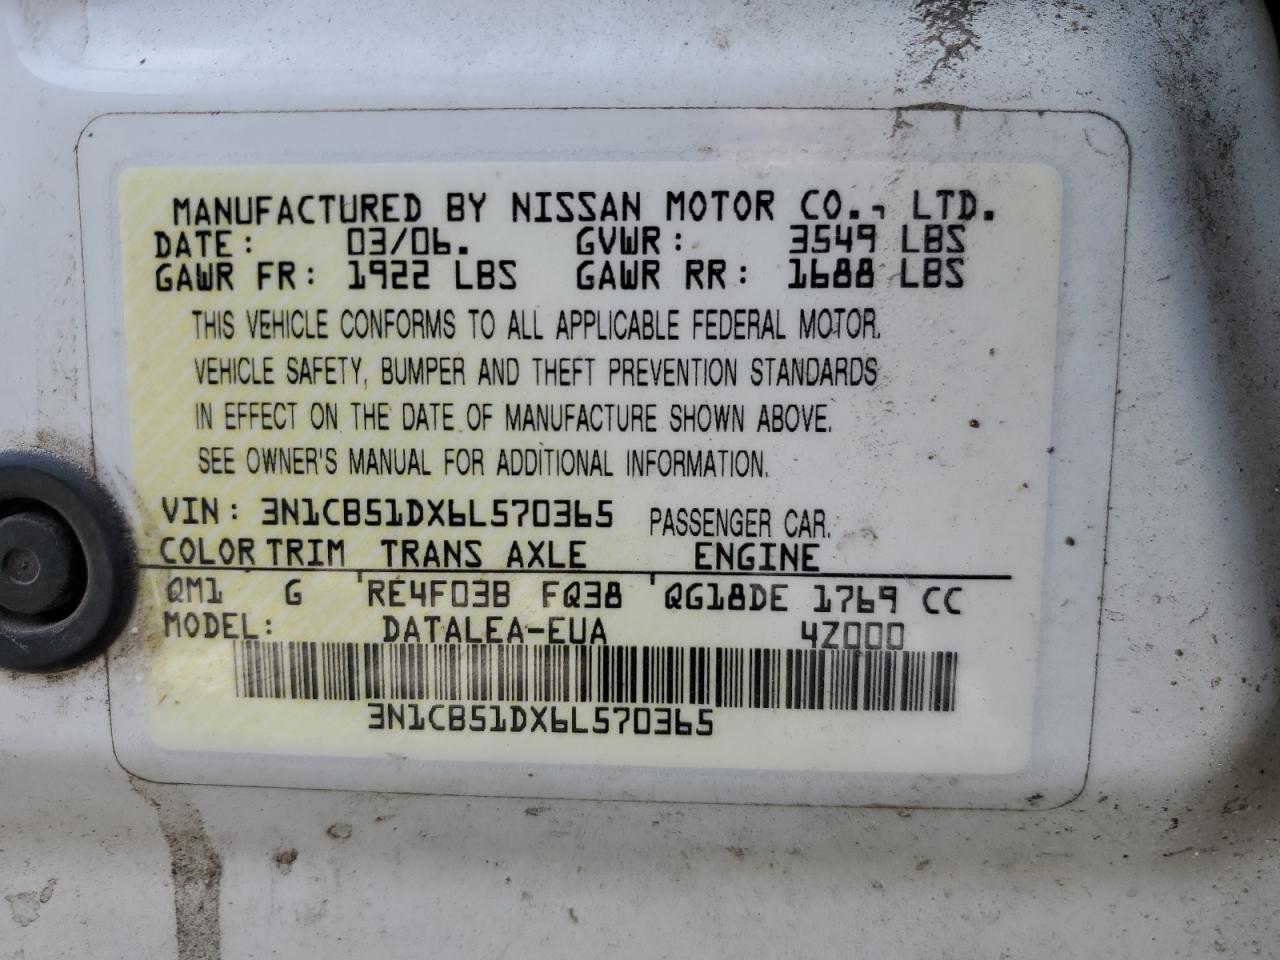 MANUFACTURED BY NISSAN MOTOR CO., LTD.
DATE: 03/06. GVWR: 3549 LBS
GAWR FR: 1922 LBS GAWR RR: 1688 LBS
THIS VEHICLE CONFORMS TO ALL APPLICABLE FEDERAL MOTOR.
VEHICLE SAFETY, BUMPER AND THEFT PREVENTION STANDARDS
IN EFFECT ON THE DATE OF MANUFACTURE SHOWN ABOVE.
SEE OWNER'S MANUAL FOR ADDITIONAL INFORMATION.
VIN: 3N1CB51DX6L570365 PASSENGER CAR.
COLOR TRIM TRANS AXLE ENGINE
QM1 G RE4F03B FQ38 QG18DE 1769 CC
MODEL: DATALEA-EUA 4Z000
3N1CB51DX6L570365